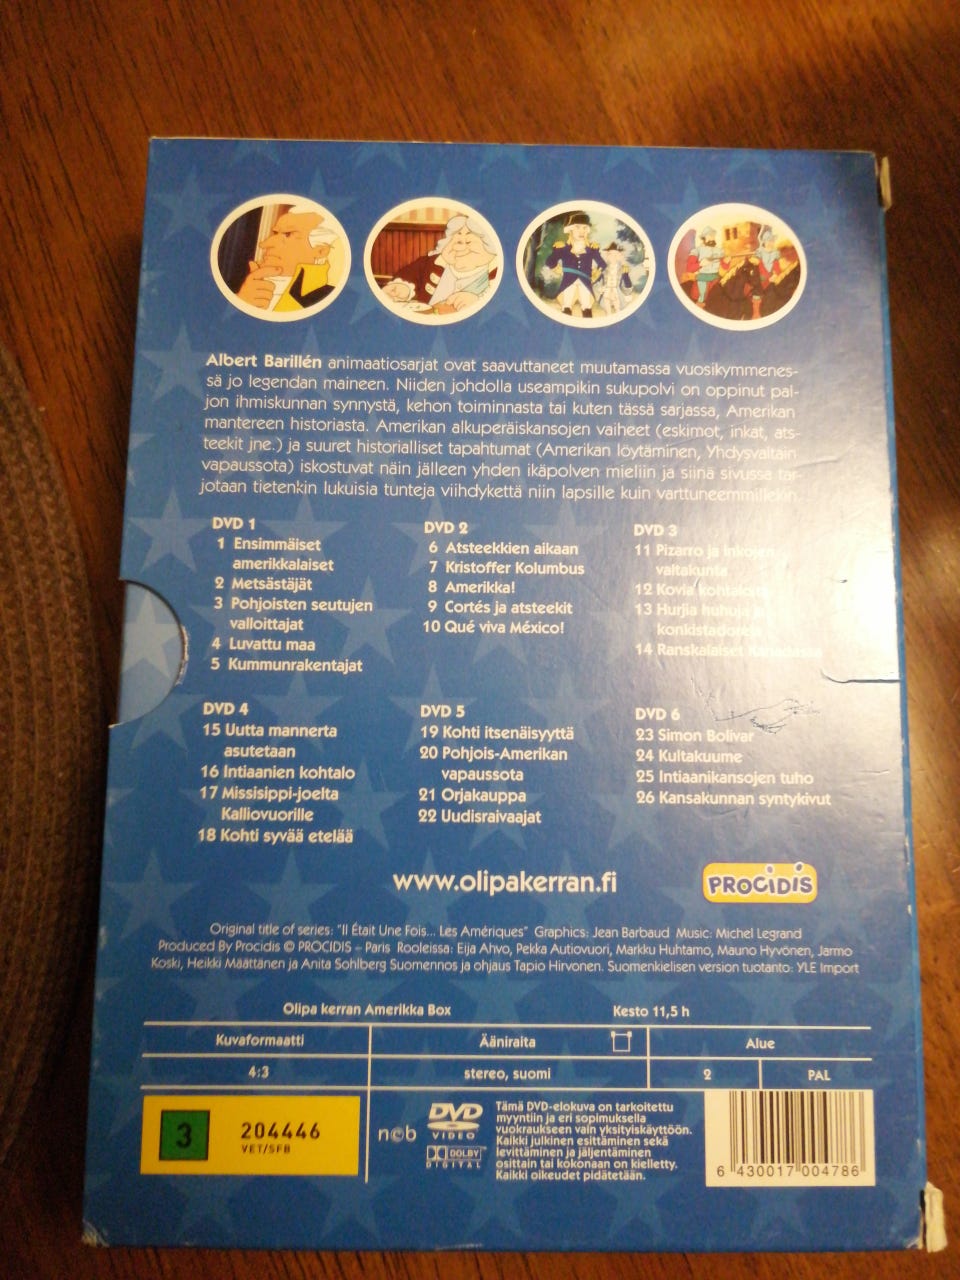 Albert Barillén animaatiosarjat ovat saavuttaneet muutamassa vuosikymmenes-
sä jo legendan maineen. Niiden johdolla useampikin sukupolvi on oppinut pal-
jon ihmiskunnan synnystä, kehon toiminnasta tai kuten tässä sarjassa, Amerikan
mantereen historiasta. Amerikan alkuperäiskansojen vaiheet (eskimot, inkat, ats-
teekit jne.) ja suuret historialliset tapahtumat (Amerikan löytäminen, Yhdysvaltain
vapaussota) iskostuvat näin jälleen yhden ikäpolven mieliin ja siinä sivussa tar-
jotaan tietenkin lukuisia tunteja viihdykettä niin lapsille kuin varttuneemmillekin.
DVD 1
1 Ensimmäiset
amerikkalaiset
2 Metsästäjät
3 Pohjoisten seutujen
valloittajat
4 Luvattu maa
5 Kummunrakentajat
DVD 2
6 Atsteekkien aikaan
7 Kristoffer Kolumbus
8 Amerikka!
9 Cortés ja atsteekit
10 Qué viva México!
DVD 3
11 Pizarro ja inkojen
valtakunta
12 Kovia kohtaloita
13 Hurjia huhuja ja
konkistadoreja
14 Ranskalaiset Kanadassa
DVD 4
15 Uutta mannerta
asutetaan
16 Intiaanien kohtalo
17 Missisippi-joelta
Kalliovuorille
18 Kohti syvää etelää
DVD 5
19 Kohti itsenäisyyttä
20 Pohjois-Amerikan
vapaussota
21 Orjakauppa
22 Uudisraivaajat
DVD 6
23 Simon Bolivar
24 Kultakuume
25 Intiaanikansojen tuho
26 Kansakunnan syntykivut
www.olipakerran.fi
PROCIDIS
Original title of series: "Il Était Une Fois... Les Amériques" Graphics: Jean Barbaud Music: Michel Legrand
Produced By Procidis © PROCIDIS – Paris Rooleissa: Eija Ahvo, Pekka Autiovuori, Markku Huhtamo, Mauno Hyvönen, Jarmo
Koski, Heikki Määttänen ja Anita Sohlberg Suomennos ja ohjaus Tapio Hirvonen. Suomenkielisen version tuotanto: YLE Import
Olipa kerran Amerikka Box Kesto 11,5 h
Kuvaformaatti Ääniraita Alue
4:3 stereo, suomi 2 PAL
3 204446
VET/SFB
ncb
DVD
VIDEO
DOLBY
DIGITAL
Tämä DVD-elokuva on tarkoitettu
myyntiin ja eri sopimuksella
vuokraukseen vain yksityiskäyttöön.
Kaikki julkinen esittäminen sekä
levittäminen ja jäljentäminen
osittain tai kokonaan on kielletty.
Kaikki oikeudet pidätetään.
6 430017 004786